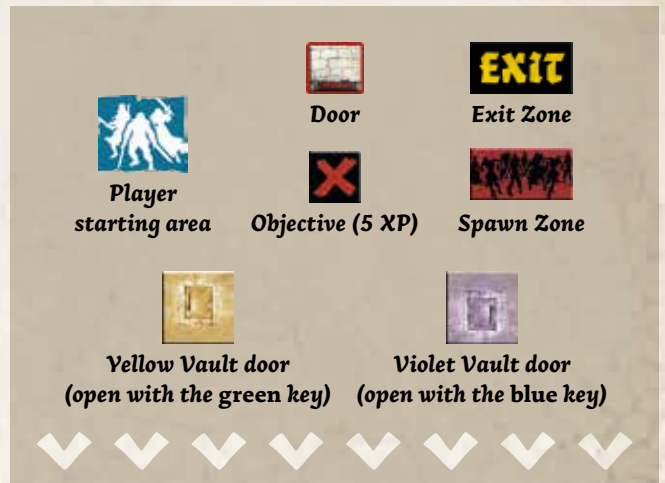 Door
EXIT
Exit Zone
Player
starting area
Objective (5 XP)
Spawn Zone
Yellow Vault door
(open with the green key)
Violet Vault door
(open with the blue key)